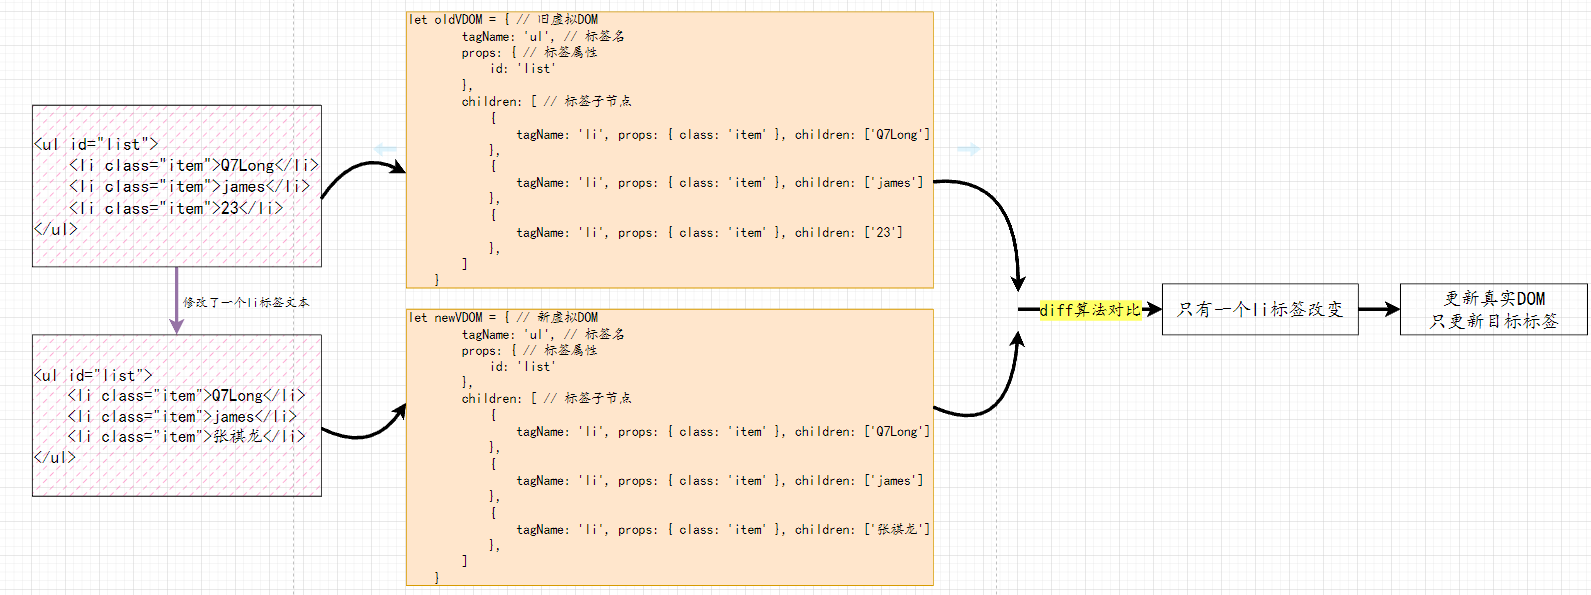 <ul id="list">
    <li class="item">Q7Long</li>
    <li class="item">james</li>
    <li class="item">23</li>
</ul>
修改了一个li标签文本
<ul id="list">
    <li class="item">Q7Long</li>
    <li class="item">james</li>
    <li class="item">张祺龙</li>
</ul>
let oldVDOM = { // 旧虚拟DOM
        tagName: 'ul', // 标签名
        props: { // 标签属性
            id: 'list'
        },
        children: [ // 标签子节点
            {
                tagName: 'li', props: { class: 'item' }, children: ['Q7Long']
            },
            {
                tagName: 'li', props: { class: 'item' }, children: ['james']
            },
            {
                tagName: 'li', props: { class: 'item' }, children: ['23']
            },
        ]
    }
let newVDOM = { // 新虚拟DOM
        tagName: 'ul', // 标签名
        props: { // 标签属性
            id: 'list'
        },
        children: [ // 标签子节点
            {
                tagName: 'li', props: { class: 'item' }, children: ['Q7Long']
            },
            {
                tagName: 'li', props: { class: 'item' }, children: ['james']
            },
            {
                tagName: 'li', props: { class: 'item' }, children: ['张祺龙']
            },
        ]
    }
diff算法对比
只有一个li标签改变
更新真实DOM
只更新目标标签